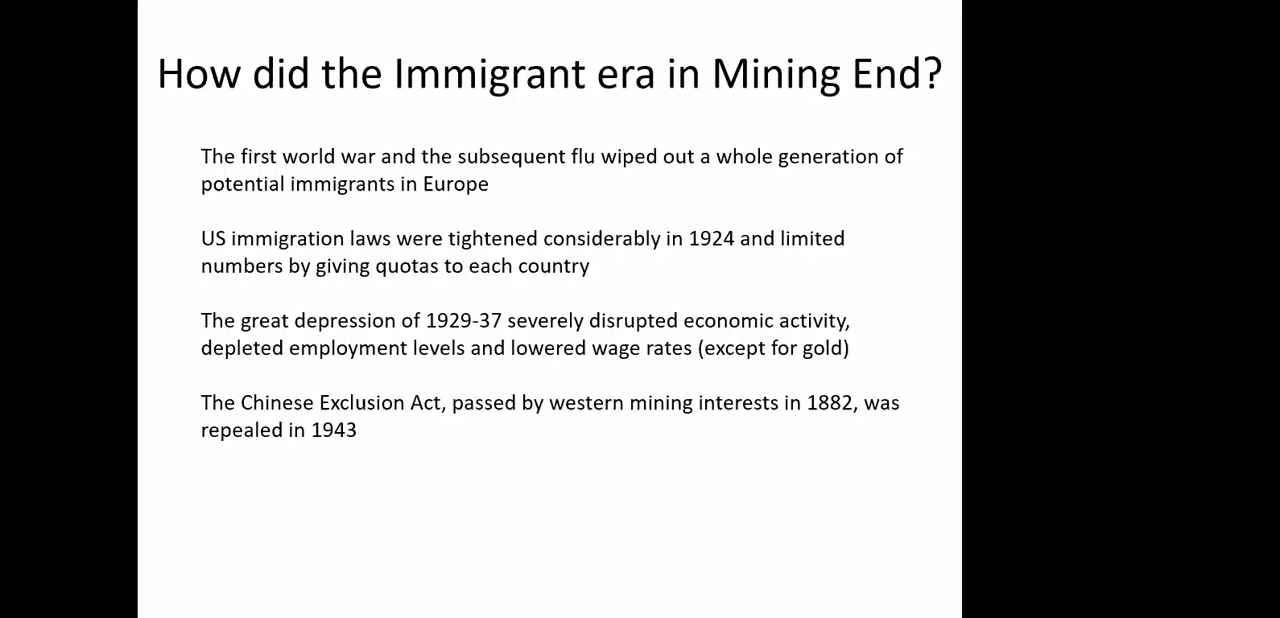 How did the Immigrant era in Mining End?
The first world war and the subsequent flu wiped out a whole generation of
potential immigrants in Europe
US immigration laws were tightened considerably in 1924 and limited
numbers by giving quotas to each country
The great depression of 1929-37 severely disrupted economic activity,
depleted employment levels and lowered wage rates (except for gold)
The Chinese Exclusion Act, passed by western mining interests in 1882, was
repealed in 1943